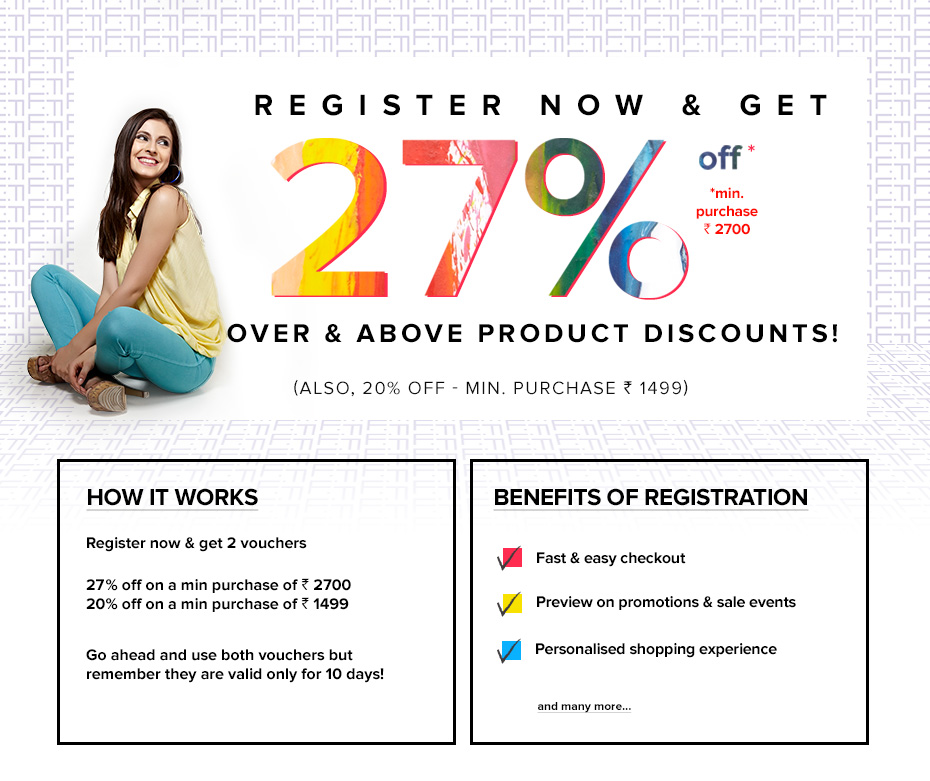 REGISTER NOW & GET
27% off*
*min.
purchase
₹ 2700
OVER & ABOVE PRODUCT DISCOUNTS!
(ALSO, 20% OFF - MIN. PURCHASE ₹ 1499)
HOW IT WORKS
Register now & get 2 vouchers
27% off on a min purchase of ₹ 2700
20% off on a min purchase of ₹ 1499
Go ahead and use both vouchers but
remember they are valid only for 10 days!
BENEFITS OF REGISTRATION
Fast & easy checkout
Preview on promotions & sale events
Personalised shopping experience
and many more...